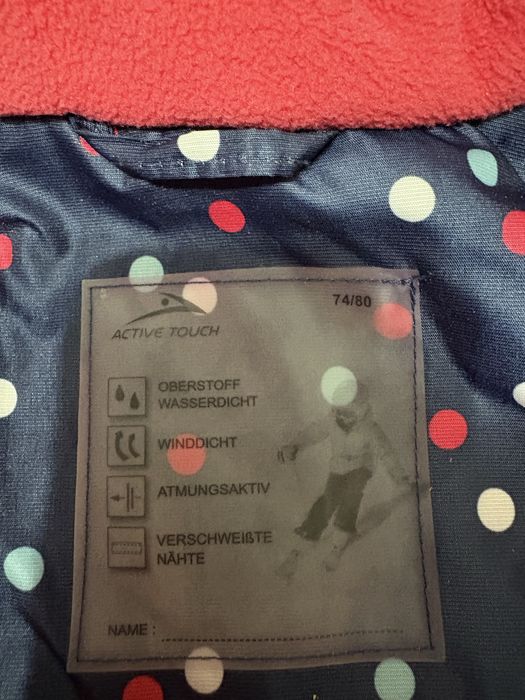 74/80
ACTIVE TOUCH
OBERSTOFF
WASSERDICHT
WINDDICHT
ATMUNGSAKTIV
VERSCHWEIßTE
NÄHTE
NAME :